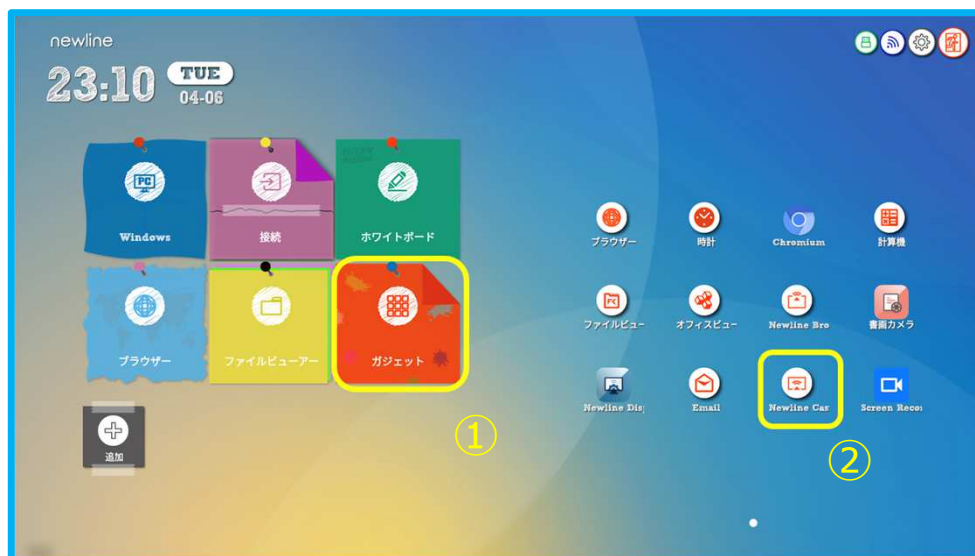 newline
23:10
TUE
04-06
PC
Windows
接続
ホワイトボード
ブラウザー
ファイルビューアー
ガジェット
①
追加
ブラウザー
時計
Chromium
計算機
PC
ファイルビュー
オフィスビュー
Newline Bro
書画カメラ
Newline Dis
Email
Newline Cas
Screen Recor
②